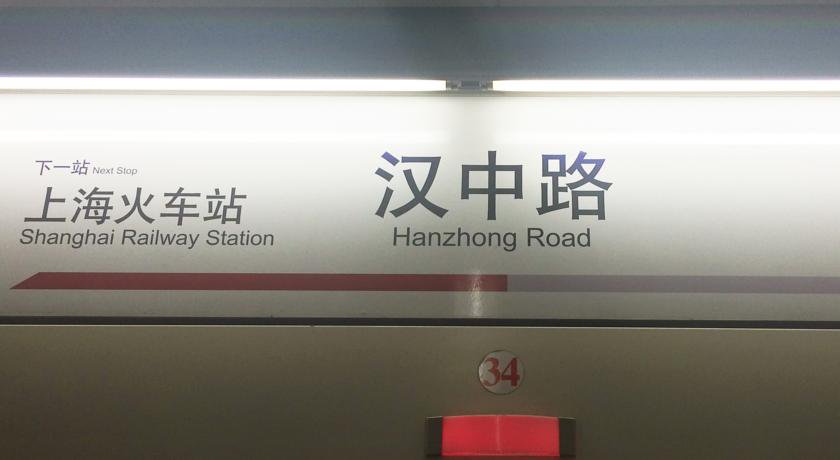 下一站 Next Stop
上海火车站
Shanghai Railway Station
汉中路
Hanzhong Road
34